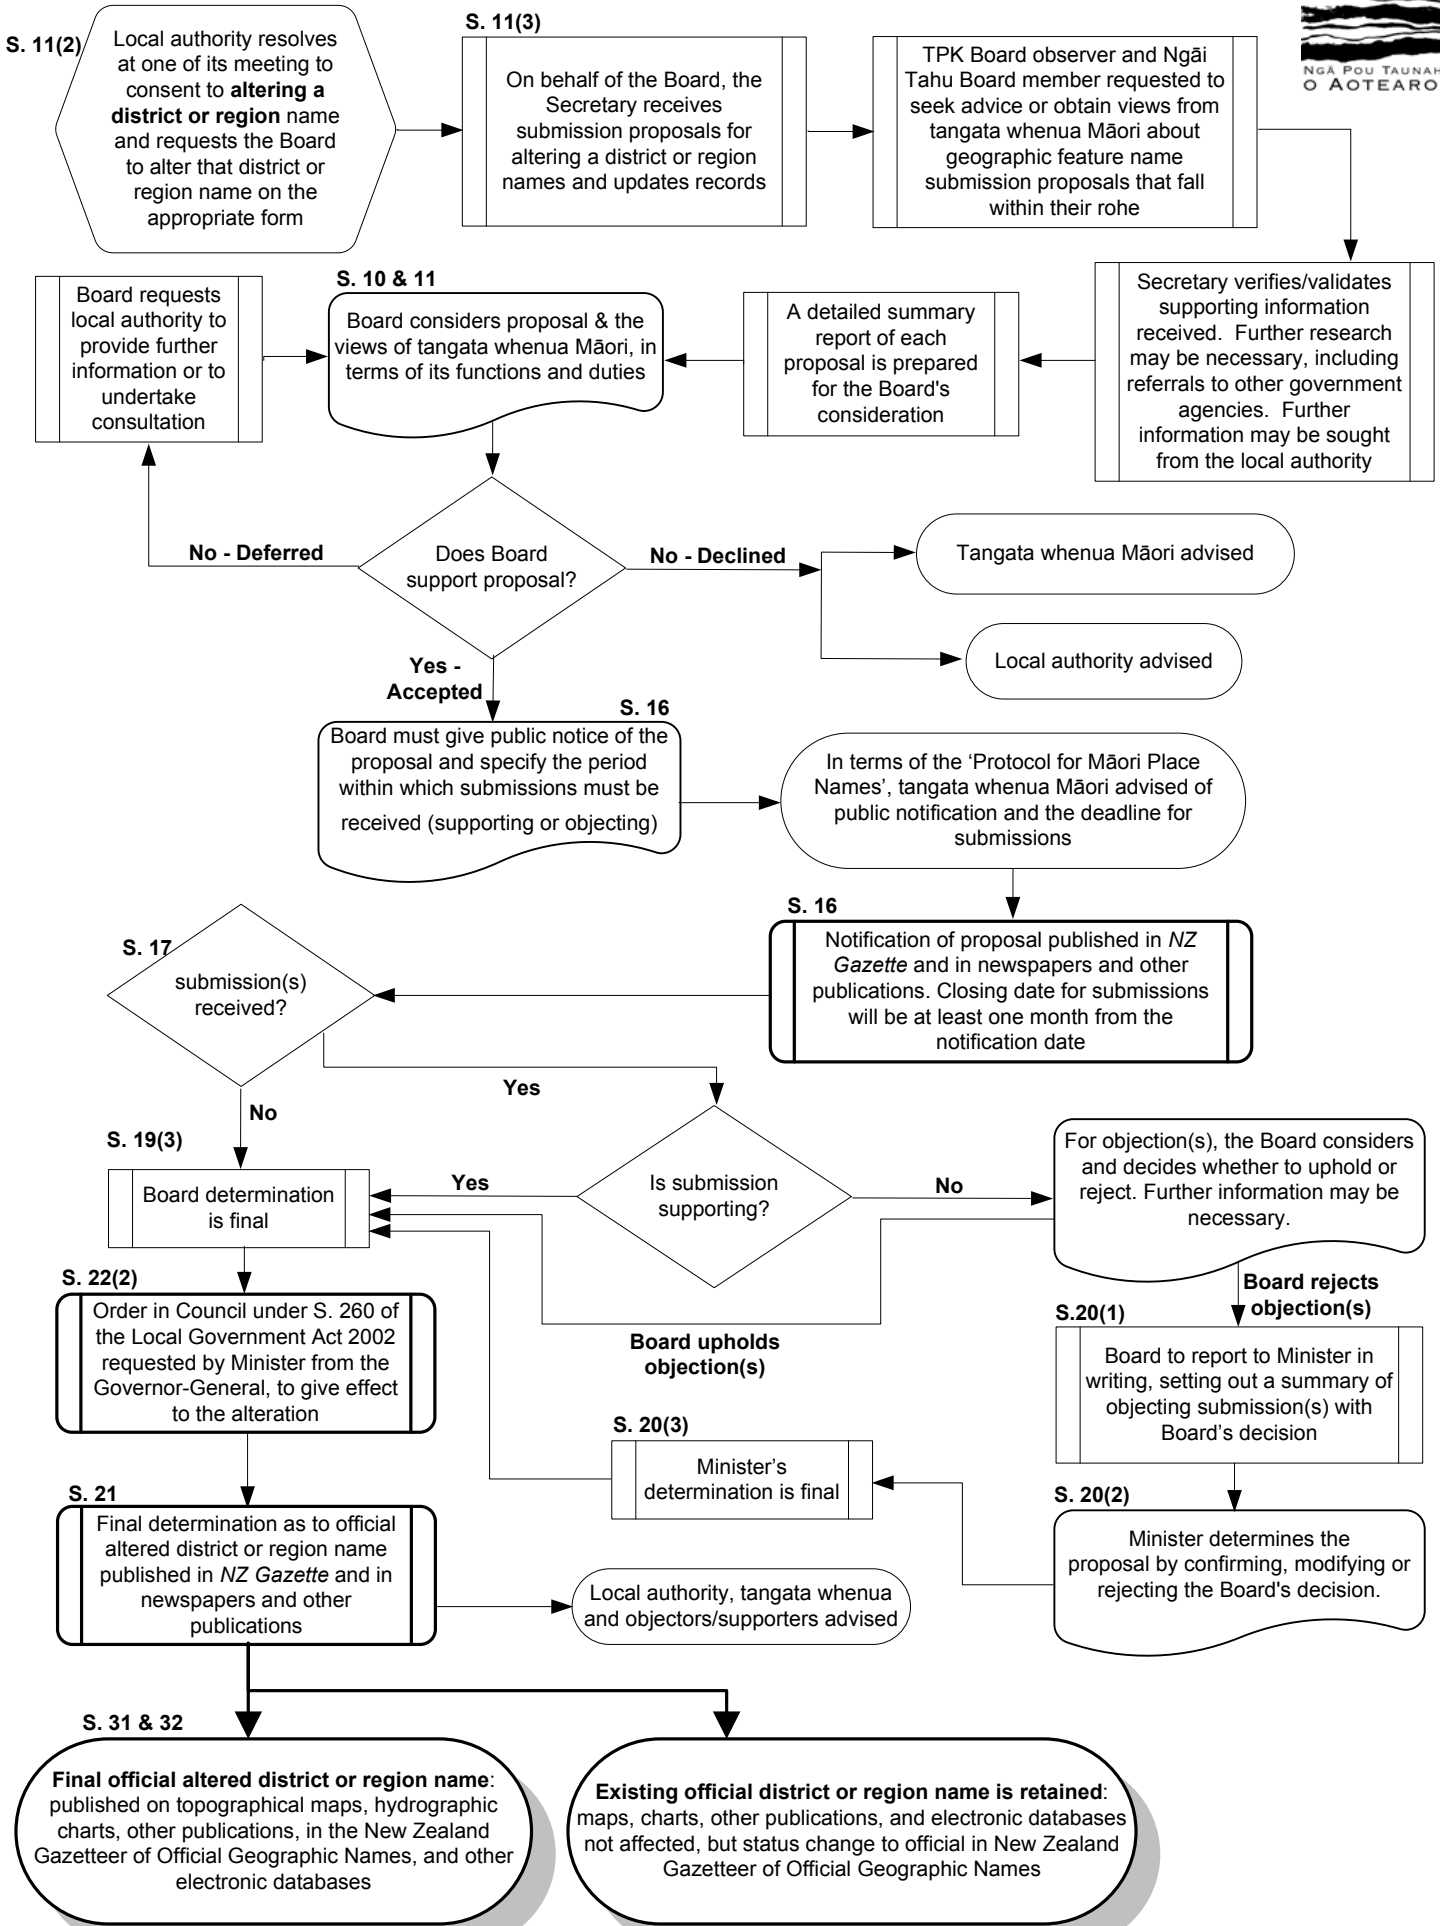 S. 11(2)
Local authority resolves
at one of its meeting to
consent to altering a
district or region name
and requests the Board
to alter that district or
region name on the
appropriate form
S. 11(3)
On behalf of the Board, the
Secretary receives
submission proposals for
altering a district or region
names and updates records
TPK Board observer and Ngāi
Tahu Board member requested to
seek advice or obtain views from
tangata whenua Māori about
geographic feature name
submission proposals that fall
within their rohe
NGĀ POU TAUNAH
O AOTEARO
Board requests
local authority to
provide further
information or to
undertake
consultation
S. 10 & 11
Board considers proposal & the
views of tangata whenua Māori, in
terms of its functions and duties
A detailed summary
report of each
proposal is prepared
for the Board's
consideration
Secretary verifies/validates
supporting information
received. Further research
may be necessary, including
referrals to other government
agencies. Further
information may be sought
from the local authority
No - Deferred
Does Board
support proposal?
No - Declined
Tangata whenua Māori advised
Local authority advised
Yes -
Accepted
S. 16
Board must give public notice of the
proposal and specify the period
within which submissions must be
received (supporting or objecting)
In terms of the ‘Protocol for Māori Place
Names’, tangata whenua Māori advised of
public notification and the deadline for
submissions
S. 16
Notification of proposal published in NZ
Gazette and in newspapers and other
publications. Closing date for submissions
will be at least one month from the
notification date
S. 17
submission(s)
received?
Yes
No
S. 19(3)
Board determination
is final
Yes
Is submission
supporting?
No
For objection(s), the Board considers
and decides whether to uphold or
reject. Further information may be
necessary.
Board upholds
objection(s)
Board rejects
objection(s)
S. 22(2)
Order in Council under S. 260 of
the Local Government Act 2002
requested by Minister from the
Governor-General, to give effect
to the alteration
S.20(1)
Board to report to Minister in
writing, setting out a summary of
objecting submission(s) with
Board’s decision
S. 20(3)
Minister’s
determination is final
S. 20(2)
Minister determines the
proposal by confirming, modifying or
rejecting the Board's decision.
S. 21
Final determination as to official
altered district or region name
published in NZ Gazette and in
newspapers and other
publications
Local authority, tangata whenua
and objectors/supporters advised
S. 31 & 32
Final official altered district or region name:
published on topographical maps, hydrographic
charts, other publications, in the New Zealand
Gazetteer of Official Geographic Names, and other
electronic databases
Existing official district or region name is retained:
maps, charts, other publications, and electronic databases
not affected, but status change to official in New Zealand
Gazetteer of Official Geographic Names